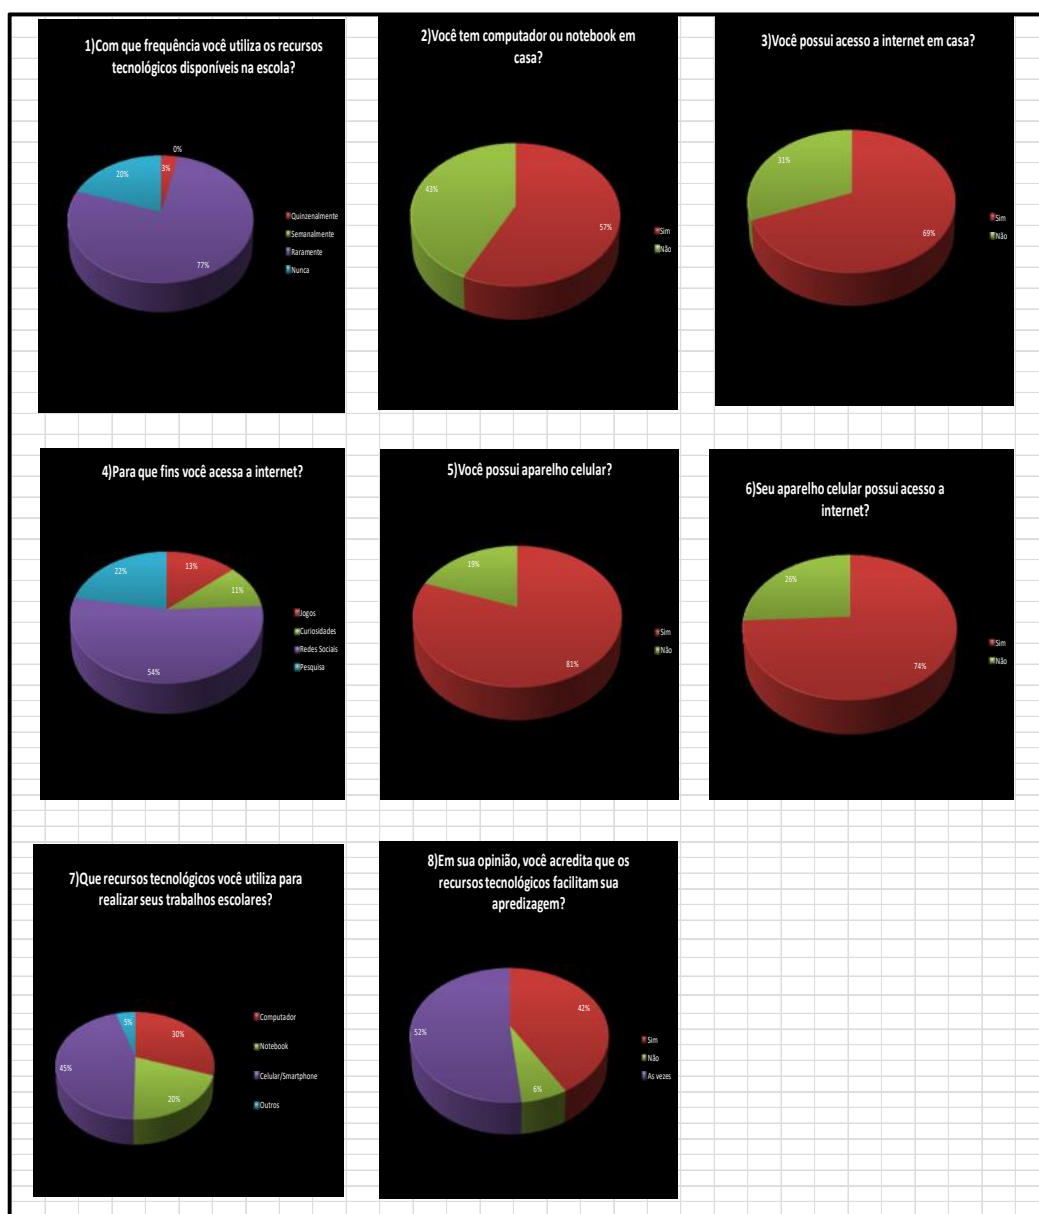 1)Com que frequência você utiliza os recursos
tecnológicos disponíveis na escola?
0%
3%
20%
77%
Quinzenalmente
Semanalmente
Raramente
Nunca
2)Você tem computador ou notebook em
casa?
43%
57%
Sim
Não
3)Você possui acesso a internet em casa?
31%
69%
Sim
Não
4)Para que fins você acessa a internet?
22%
13%
11%
54%
Jogos
Curiosidades
Redes Sociais
Pesquisa
5)Você possui aparelho celular?
19%
81%
Sim
Não
6)Seu aparelho celular possui acesso a
internet?
26%
74%
Sim
Não
7)Que recursos tecnológicos você utiliza para
realizar seus trabalhos escolares?
5%
30%
45%
20%
Computador
Notebook
Celular/Smartphone
Outros
8)Em sua opinião, você acredita que os
recursos tecnológicos facilitam sua
apredizagem?
42%
52%
6%
Sim
Não
As vezes